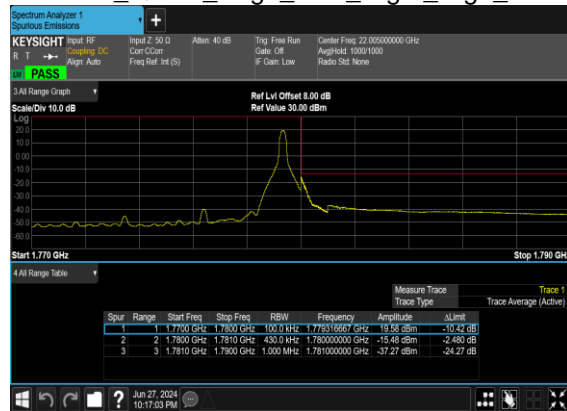 Spectrum Analyzer 1
Spurious Emissions
+
KEYSIGHT Input: RF Input Z: 50 Ω Atten: 40 dB Trig: Free Run Center Freq: 22.005000000 GHz
R T Coupling: DC Corr CCorr Gate: Off Avg|Hold: 1000/1000
Align: Auto Freq Ref: Int (S) IF Gain: Low Radio Std: None
LW PASS
3 All Range Graph Ref Lvl Offset 8.00 dB
Scale/Div 10.0 dB Ref Value 30.00 dBm
Log
20.0
10.0
0.00
-10.0
-20.0
-30.0
-40.0
-50.0
-60.0
Start 1.770 GHz Stop 1.790 GH
4 All Range Table
Measure Trace Trace 1
Trace Type Trace Average (Active)
Spur Range Start Freq Stop Freq RBW Frequency Amplitude ΔLimit
1 1 1.7700 GHz 1.7800 GHz 100.0 kHz 1.779316667 GHz 19.58 dBm -10.42 dB
2 2 1.7800 GHz 1.7810 GHz 430.0 kHz 1.780000000 GHz -15.48 dBm -2.480 dB
3 3 1.7810 GHz 1.7900 GHz 1.000 MHz 1.781000000 GHz -37.27 dBm -24.27 dB
? Jun 27, 2024
10:17:03 PM